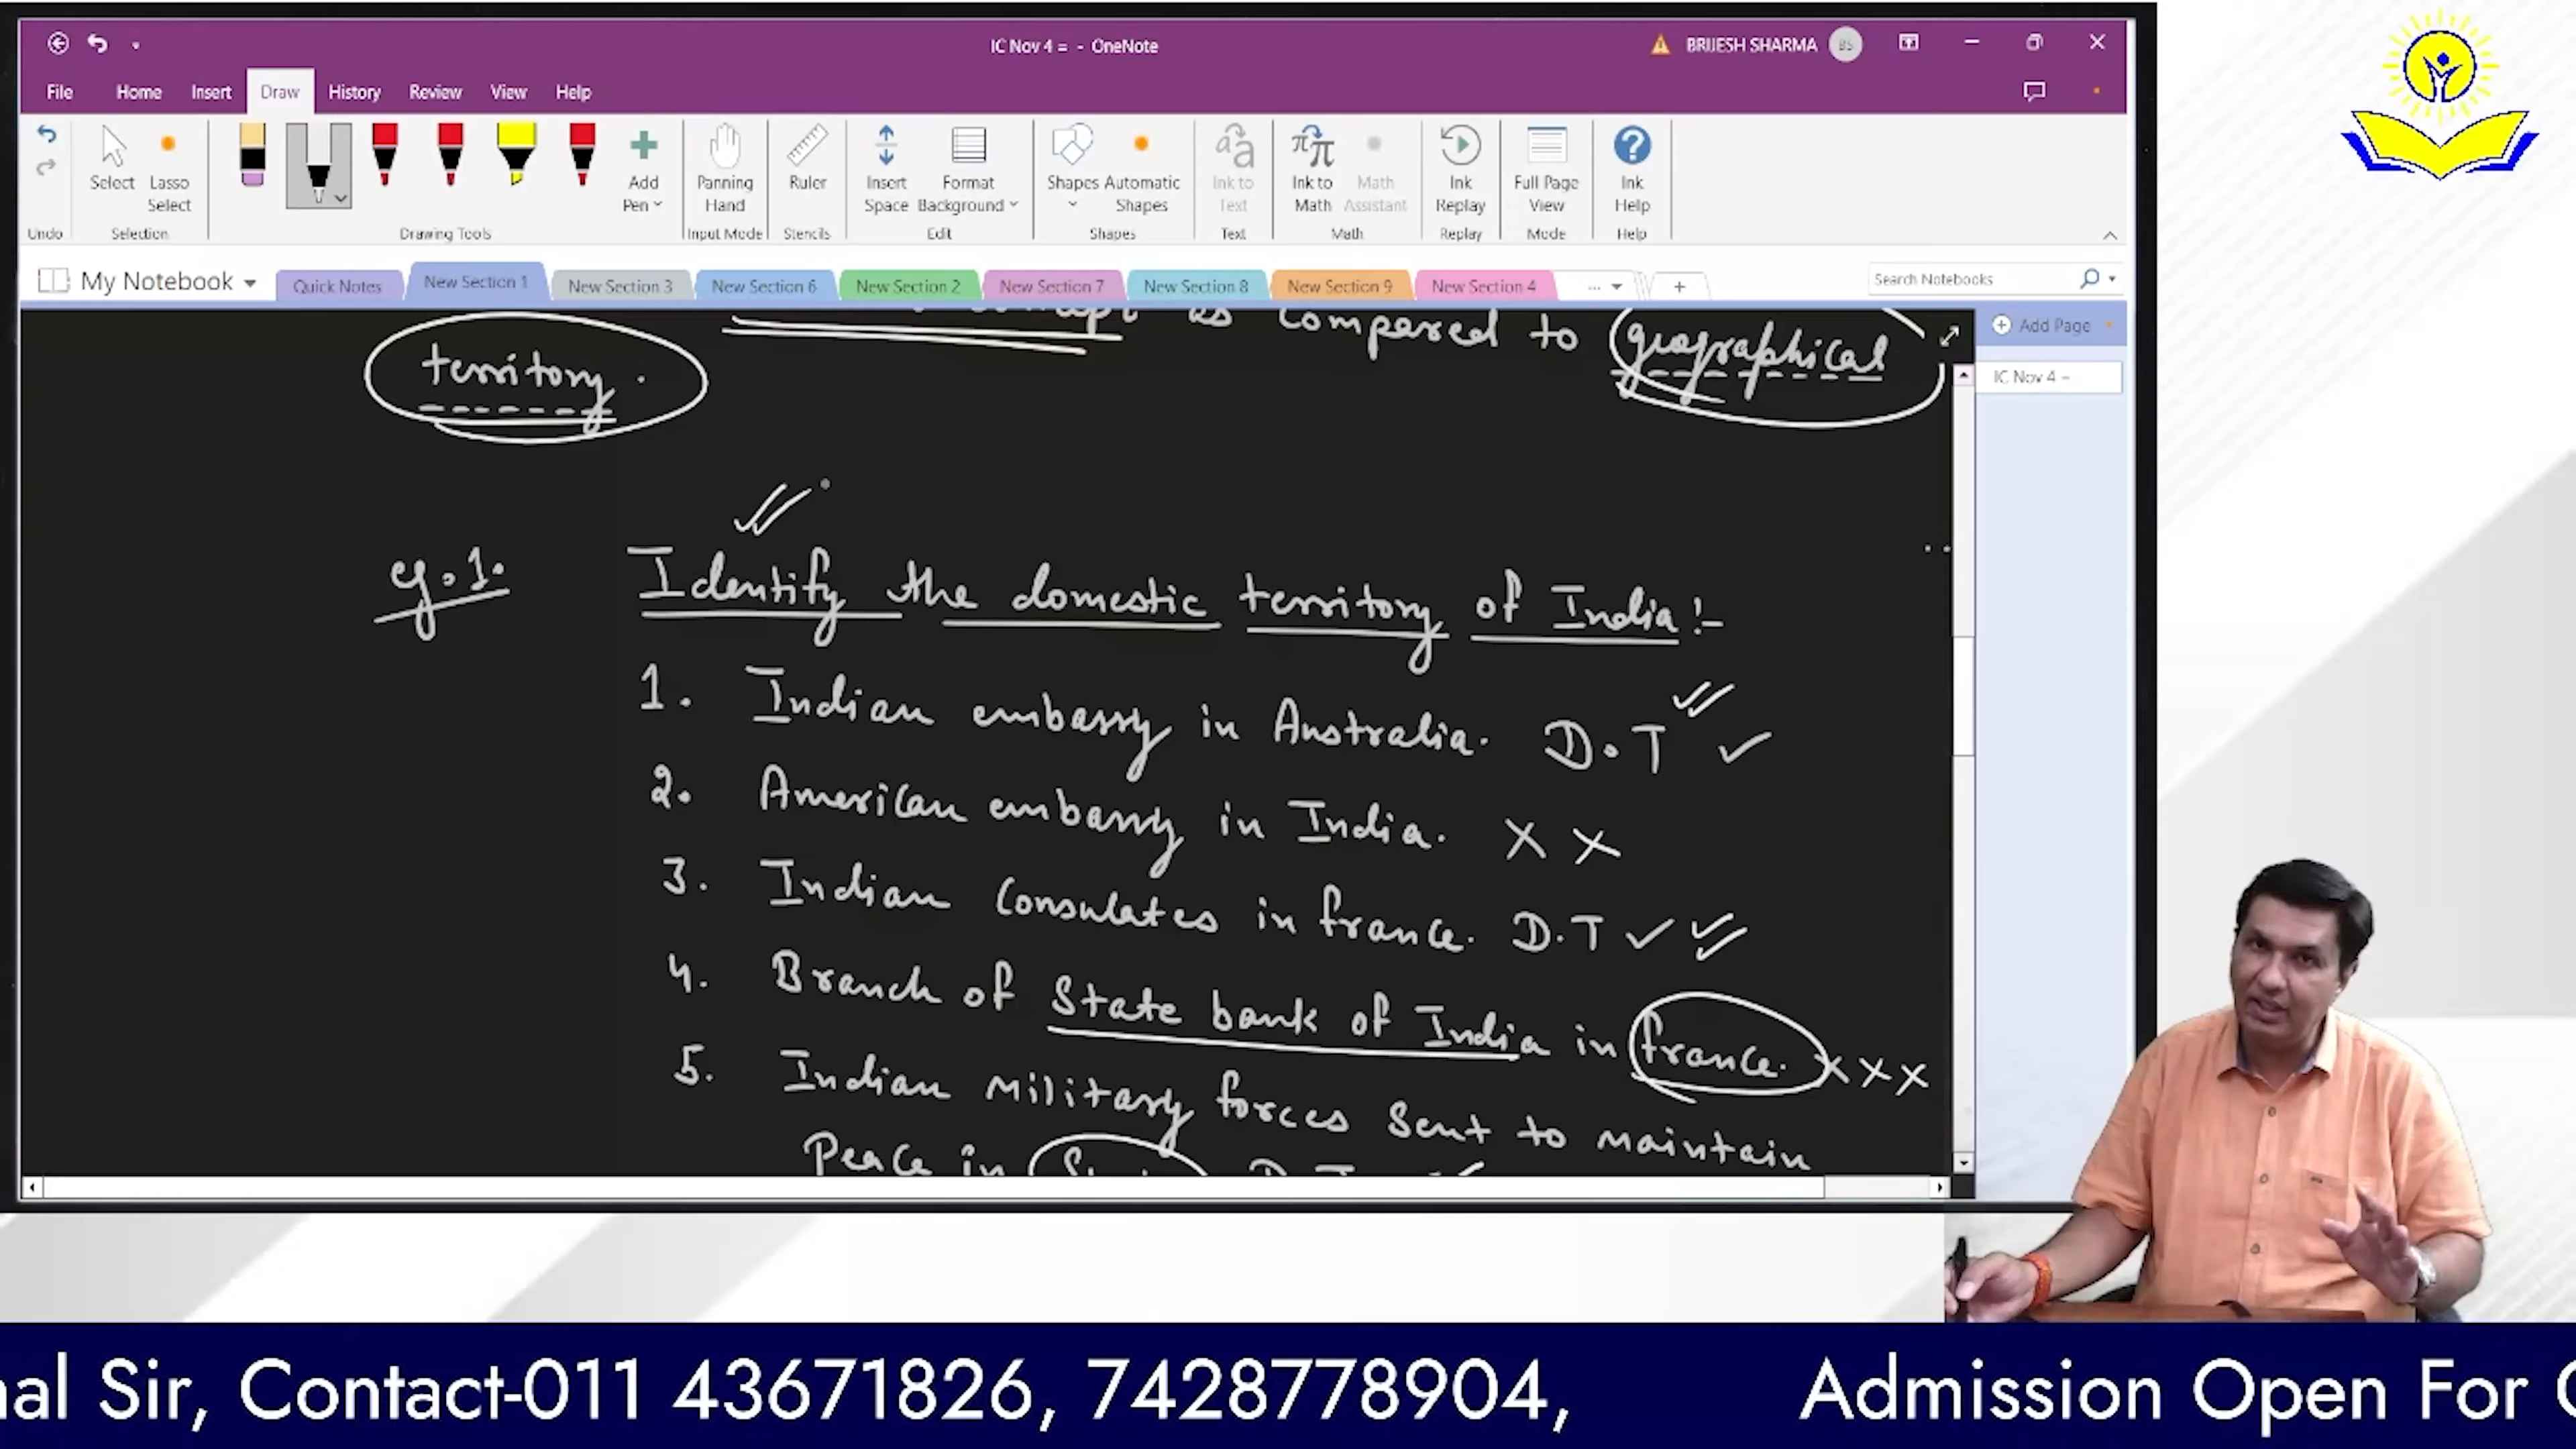 IC Nov 4 = - OneNote
BRIJESH SHARMA BS
File Home Insert Draw History Review View Help
Select Lasso Select Add Pen Panning Hand Ruler Insert Space Format Background Shapes Automatic Shapes Ink to Text Ink to Math Math Assistant Ink Replay Full Page View Ink Help
Undo Selection Drawing Tools Input Mode Stencils Edit Shapes Text Math Replay Mode Help
My Notebook Quick Notes New Section 1 New Section 3 New Section 6 New Section 2 New Section 7 New Section 8 New Section 9 New Section 4 ... + Search Notebooks
Add Page
IC Nov 4 =
concept as compared to geographical
territory.
eg.1. Identify the domestic territory of India:-
1. Indian embassy in Australia. D.T ✓
2. American embassy in India. X X
3. Indian Consulates in france. D.T ✓
4. Branch of State bank of India in france. X X X
5. Indian military forces sent to maintain
Peace in
Sir, Contact-011 43671826, 7428778904, Admission Open For